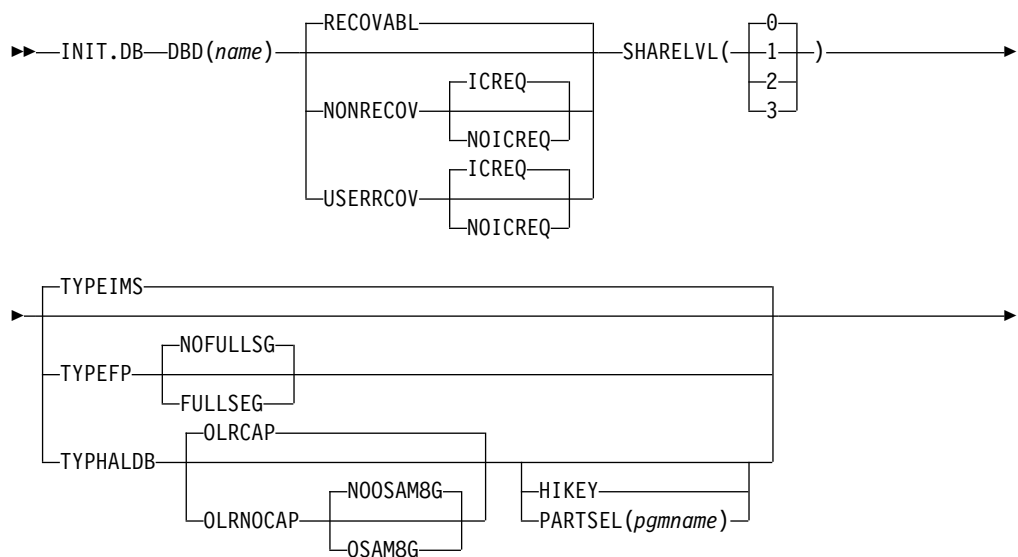 RECOVABL
INIT.DB DBD(name) SHARELVL( 0 )
1
NONRECOV ICREQ 2
NOICREQ 3
USERRCOV ICREQ
NOICREQ
TYPEIMS
TYPEFP NOFULLSG
FULLSEG
TYPHALDB OLRCAP
OLRNOCAP NOOSAM8G HIKEY
OSAM8G PARTSEL(pgmname)